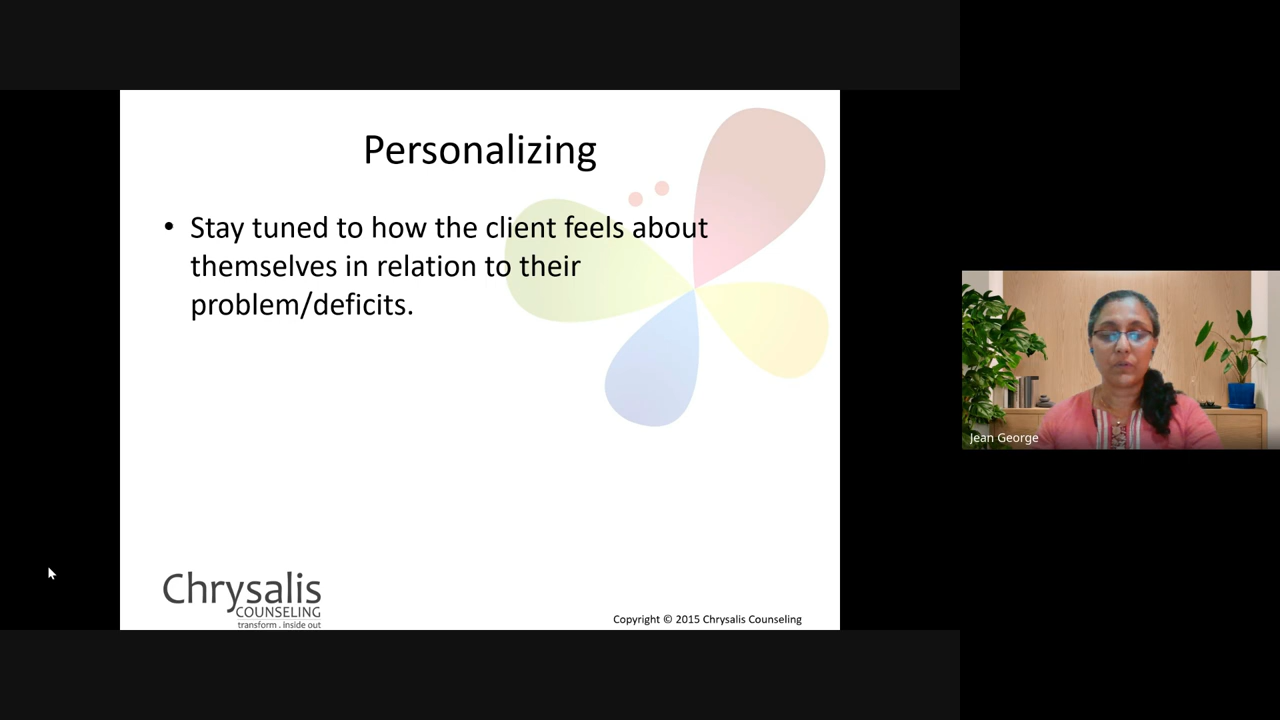 Personalizing
• Stay tuned to how the client feels about
themselves in relation to their
problem/deficits.
Jean George
Chrysalis
COUNSELING
transform . inside out
Copyright © 2015 Chrysalis Counseling